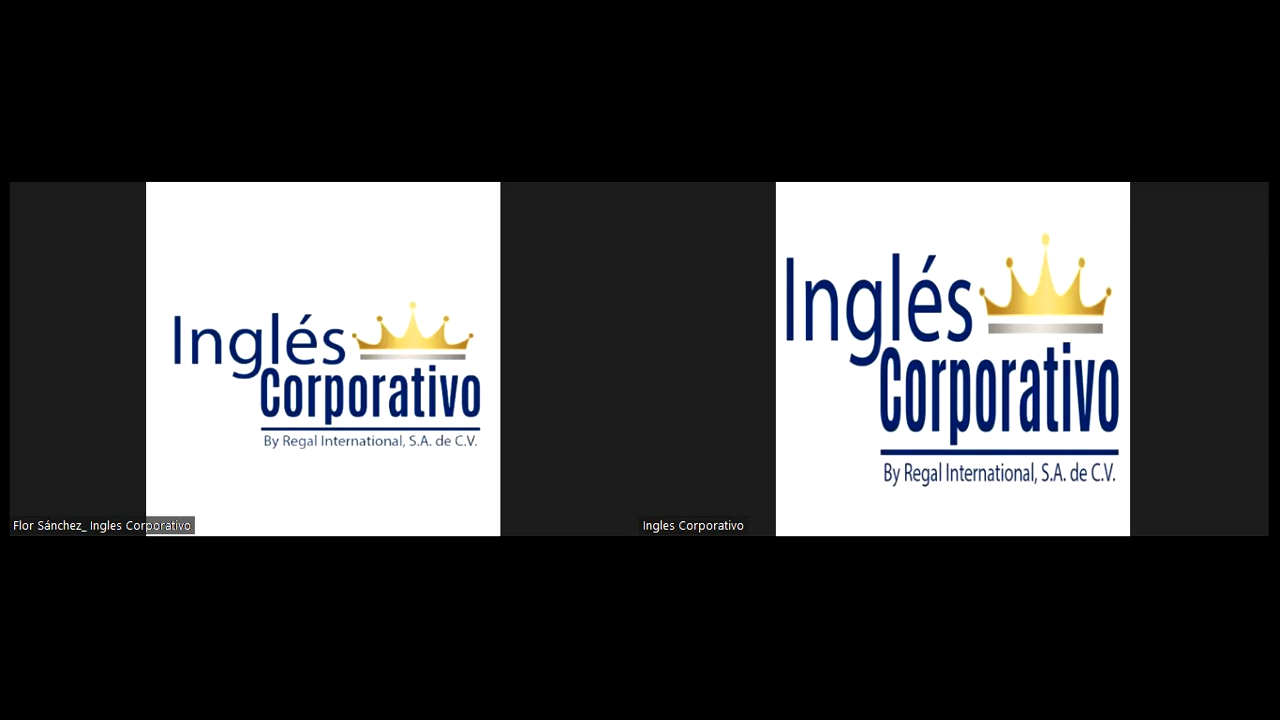 Inglés
Corporativo
By Regal International, S.A. de C.V.
Flor Sánchez_ Ingles Corporativo
Inglés
Corporativo
By Regal International, S.A. de C.V.
Ingles Corporativo